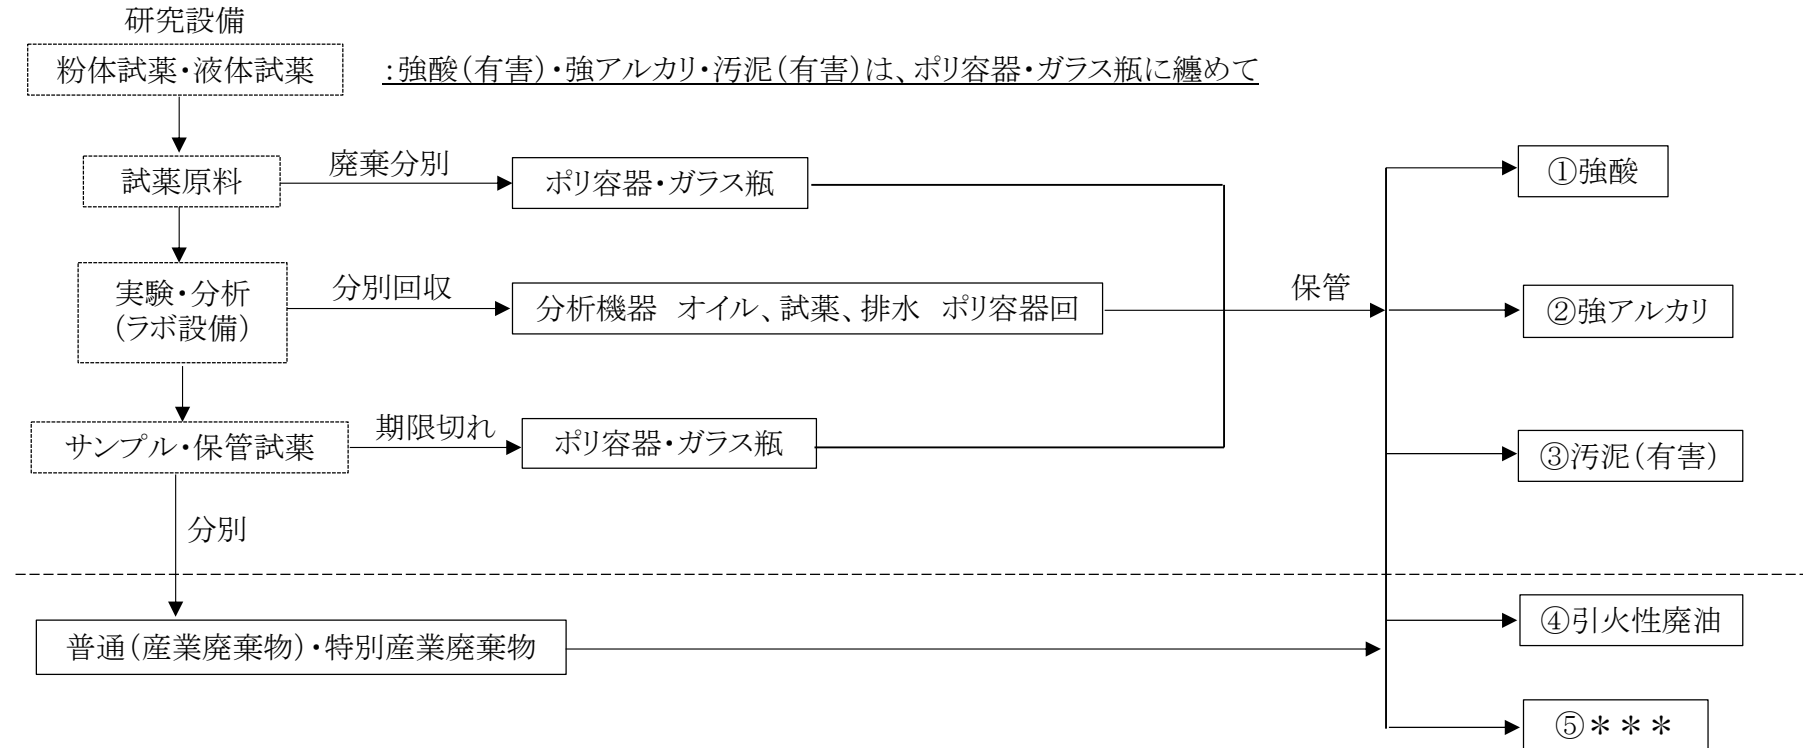 研究設備
粉体試薬・液体試薬
:強酸(有害)・強アルカリ・汚泥(有害)は、ポリ容器・ガラス瓶に纏めて
試薬原料
廃棄分別
ポリ容器・ガラス瓶
①強酸
実験・分析
(ラボ設備)
分別回収
分析機器　オイル、試薬、排水　ポリ容器回
保管
②強アルカリ
サンプル・保管試薬
期限切れ
ポリ容器・ガラス瓶
③汚泥(有害)
分別
普通(産業廃棄物)・特別産業廃棄物
④引火性廃油
⑤＊＊＊